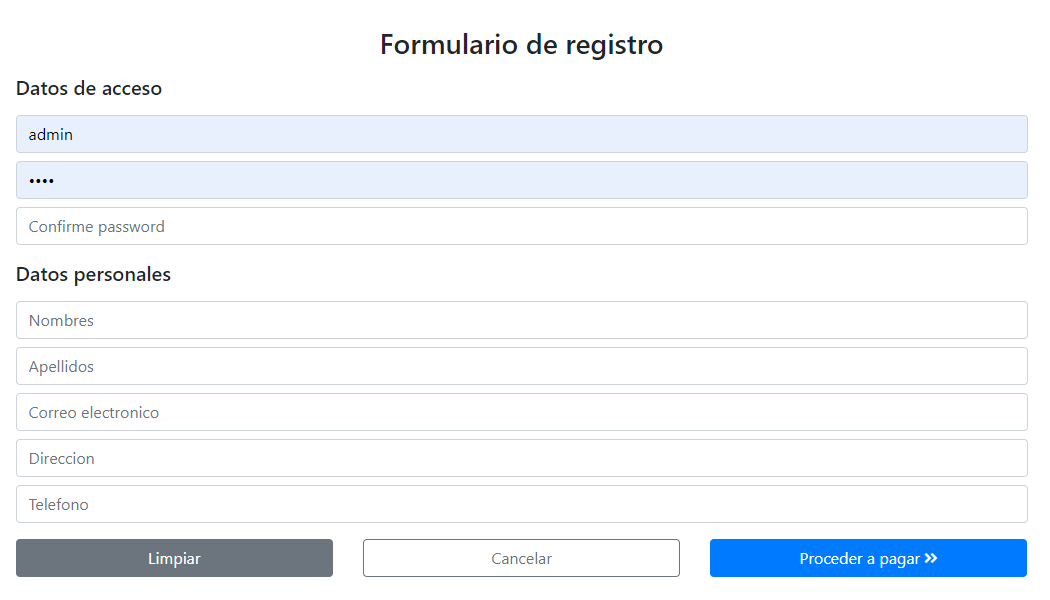 Formulario de registro
Datos de acceso
admin
••••
Confirme password
Datos personales
Nombres
Apellidos
Correo electronico
Direccion
Telefono
Limpiar
Cancelar
Proceder a pagar »